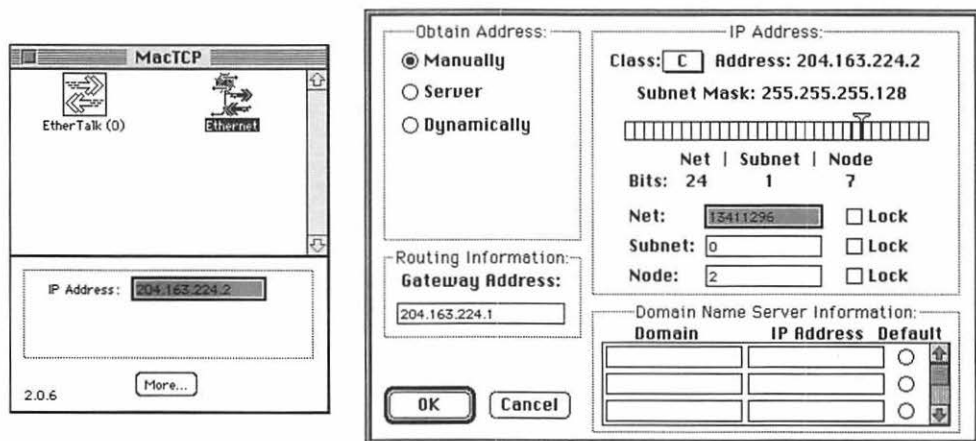 MacTCP
EtherTalk (0)
Ethernet
IP Address: 204.163.224.2
More...
2.0.6
Obtain Address:
Manually
Server
Dynamically
Routing Information:
Gateway Address:
204.163.224.1
OK
Cancel
IP Address:
Class: C Address: 204.163.224.2
Subnet Mask: 255.255.255.128
Net | Subnet | Node
Bits: 24 1 7
Net: 13411296 Lock
Subnet: 0 Lock
Node: 2 Lock
Domain Name Server Information:
Domain IP Address Default